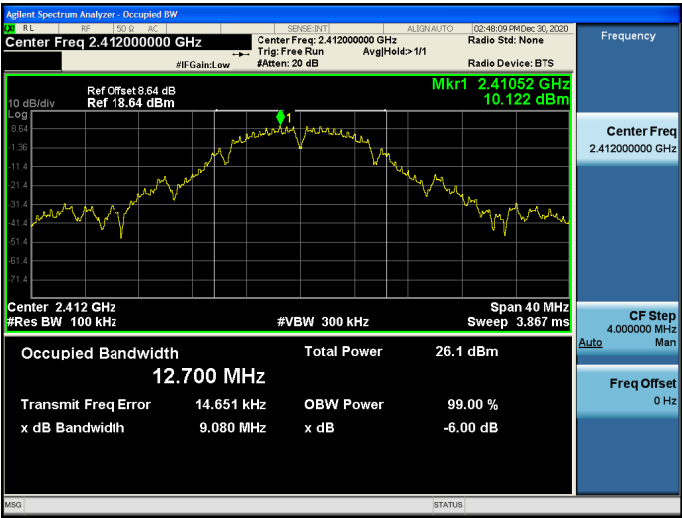 Agilent Spectrum Analyzer - Occupied BW
RL RF 50 Ω AC SENSE:INT ALIGN AUTO 02:48:09 PM Dec 30, 2020
Center Freq 2.412000000 GHz
Center Freq: 2.412000000 GHz
Radio Std: None
Trig: Free Run Avg|Hold:>1/1
#IFGain:Low
#Atten: 20 dB
Radio Device: BTS
Frequency
Ref Offset 8.64 dB
Mkr1 2.41052 GHz
10 dB/div Ref 18.64 dBm
10.122 dBm
Log
1
8.64
-1.36
-11.4
-21.4
-31.4
-41.4
-51.4
-61.4
-71.4
Center 2.412 GHz
Span 40 MHz
#Res BW 100 kHz
#VBW 300 kHz
Sweep 3.867 ms
Center Freq
2.412000000 GHz
CF Step
4.000000 MHz
Auto Man
Freq Offset
0 Hz
Occupied Bandwidth
12.700 MHz
Total Power 26.1 dBm
Transmit Freq Error 14.651 kHz
OBW Power 99.00 %
x dB Bandwidth 9.080 MHz
x dB -6.00 dB
MSG
STATUS